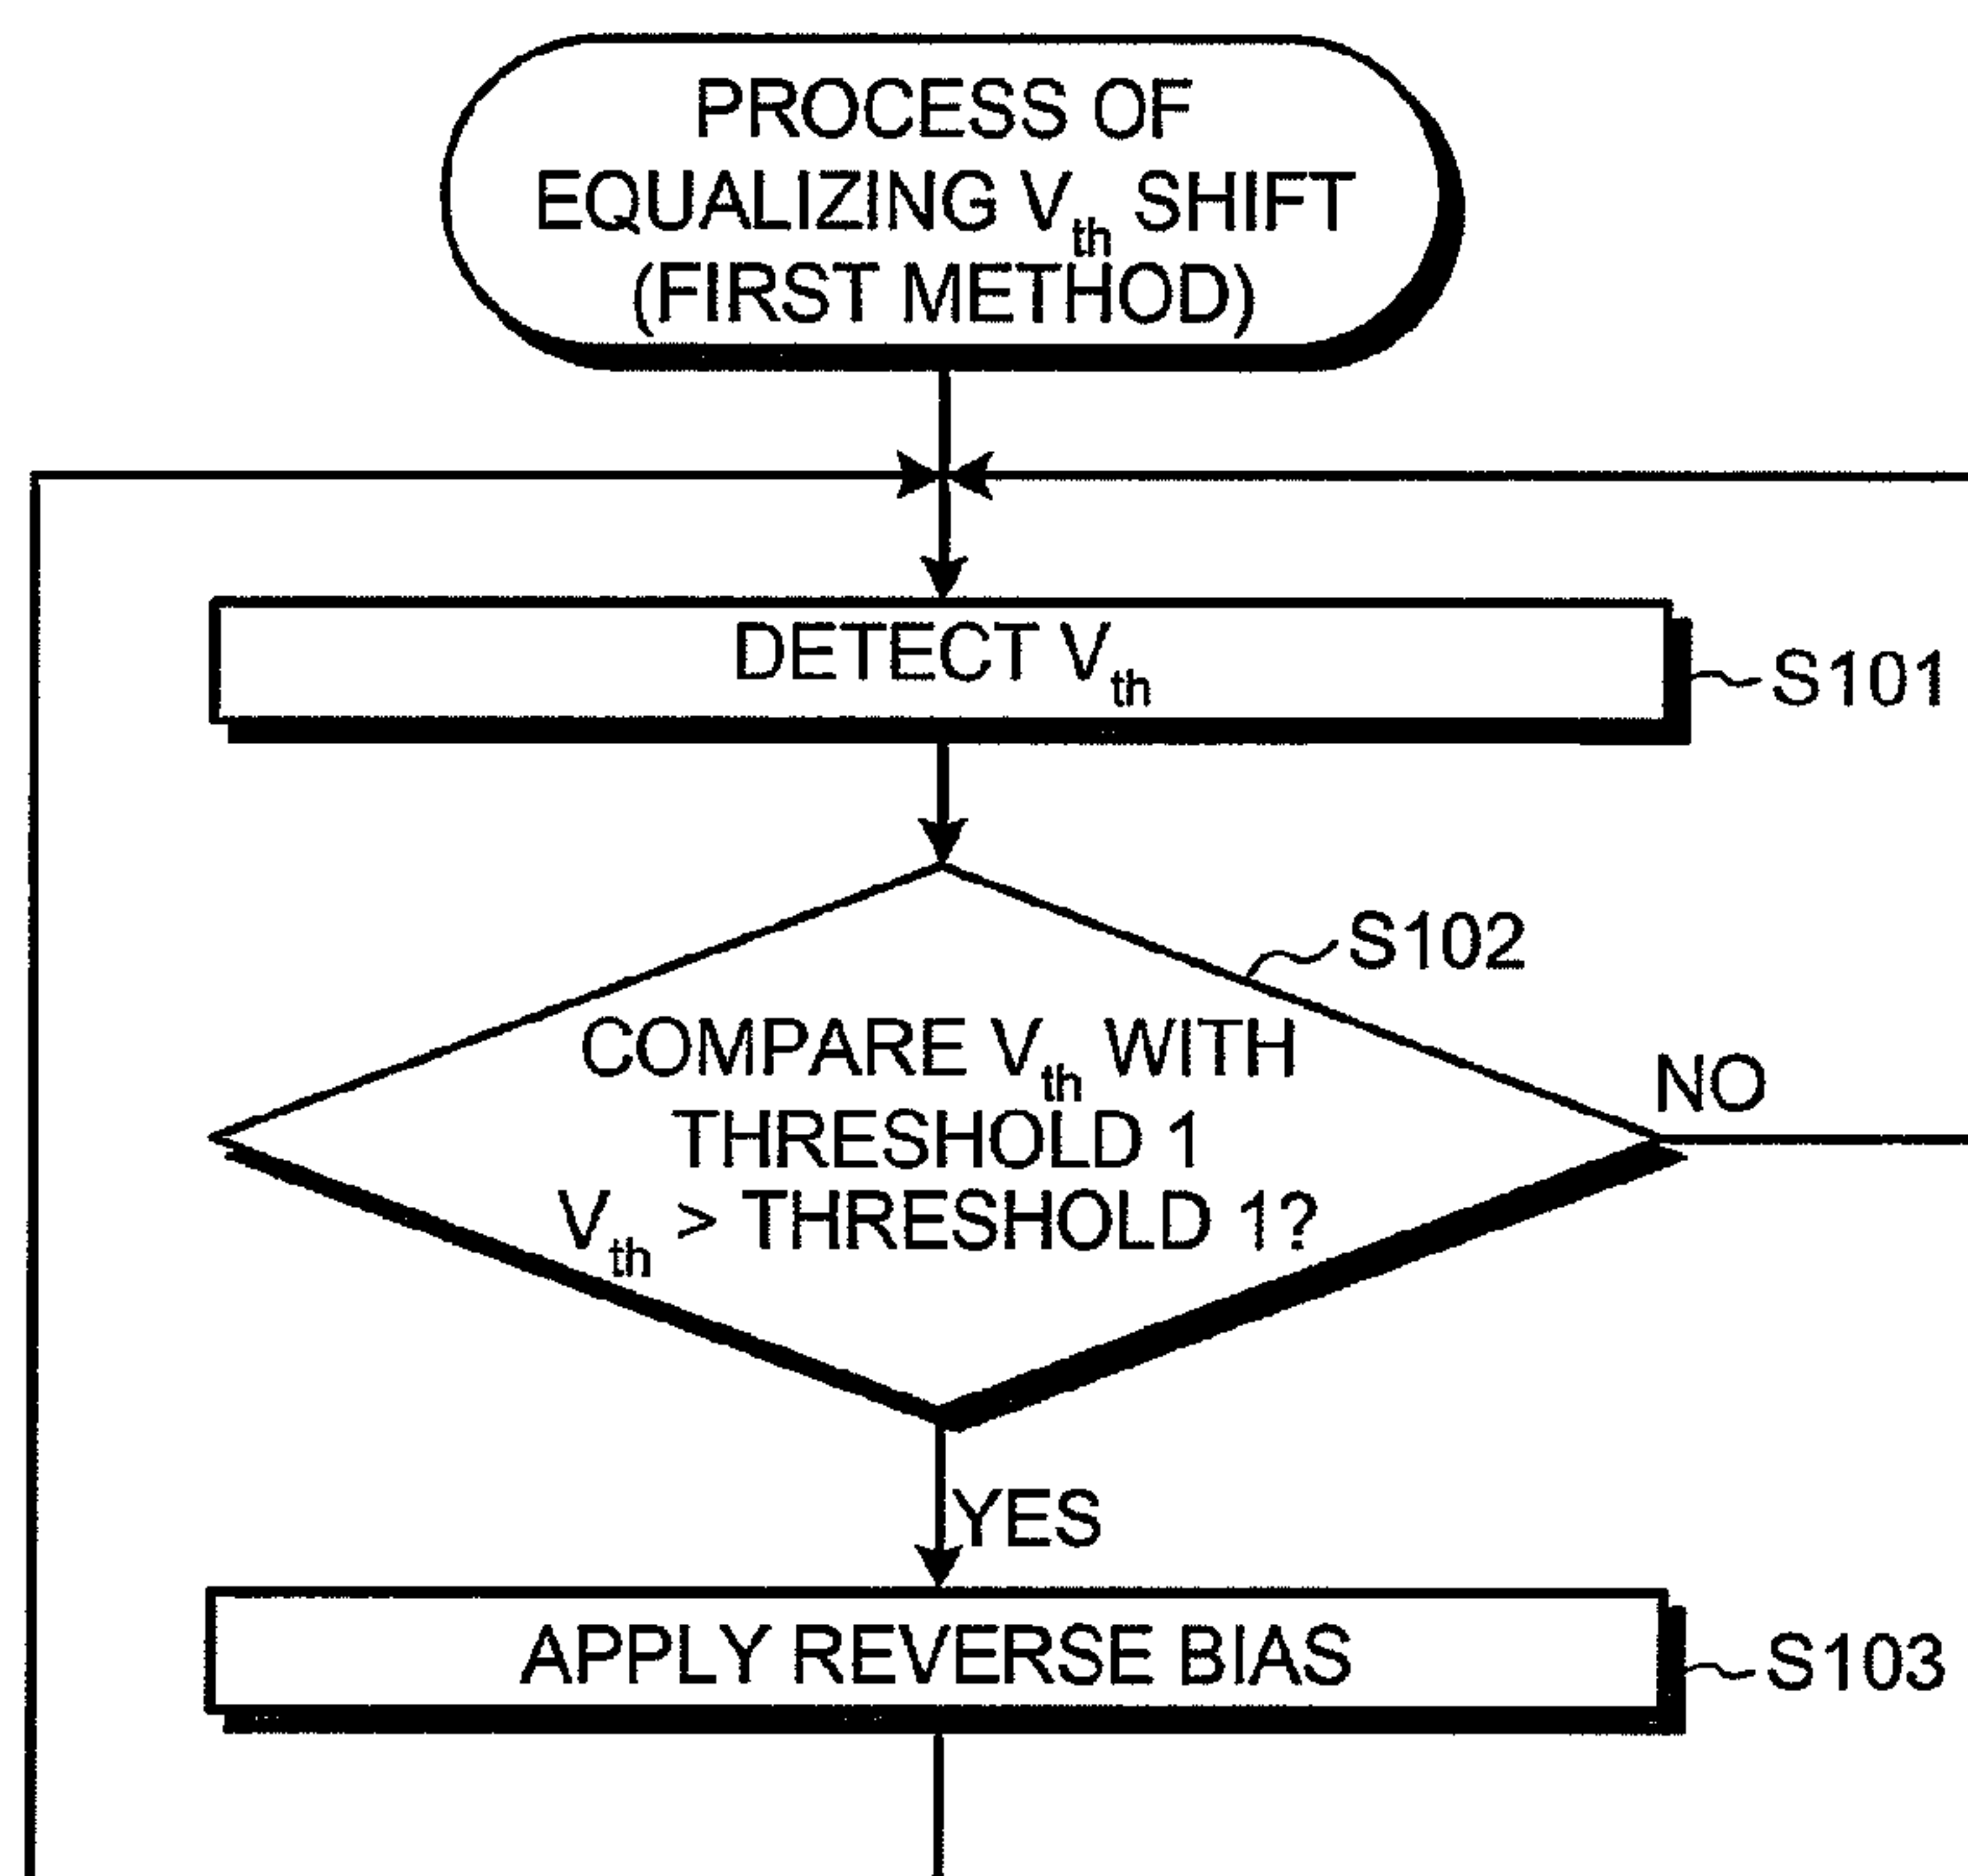 PROCESS OF
EQUALIZING Vth SHIFT
(FIRST METHOD)
DETECT Vth
S101
S102
COMPARE Vth WITH
THRESHOLD 1
Vth > THRESHOLD 1?
NO
YES
APPLY REVERSE BIAS
S103